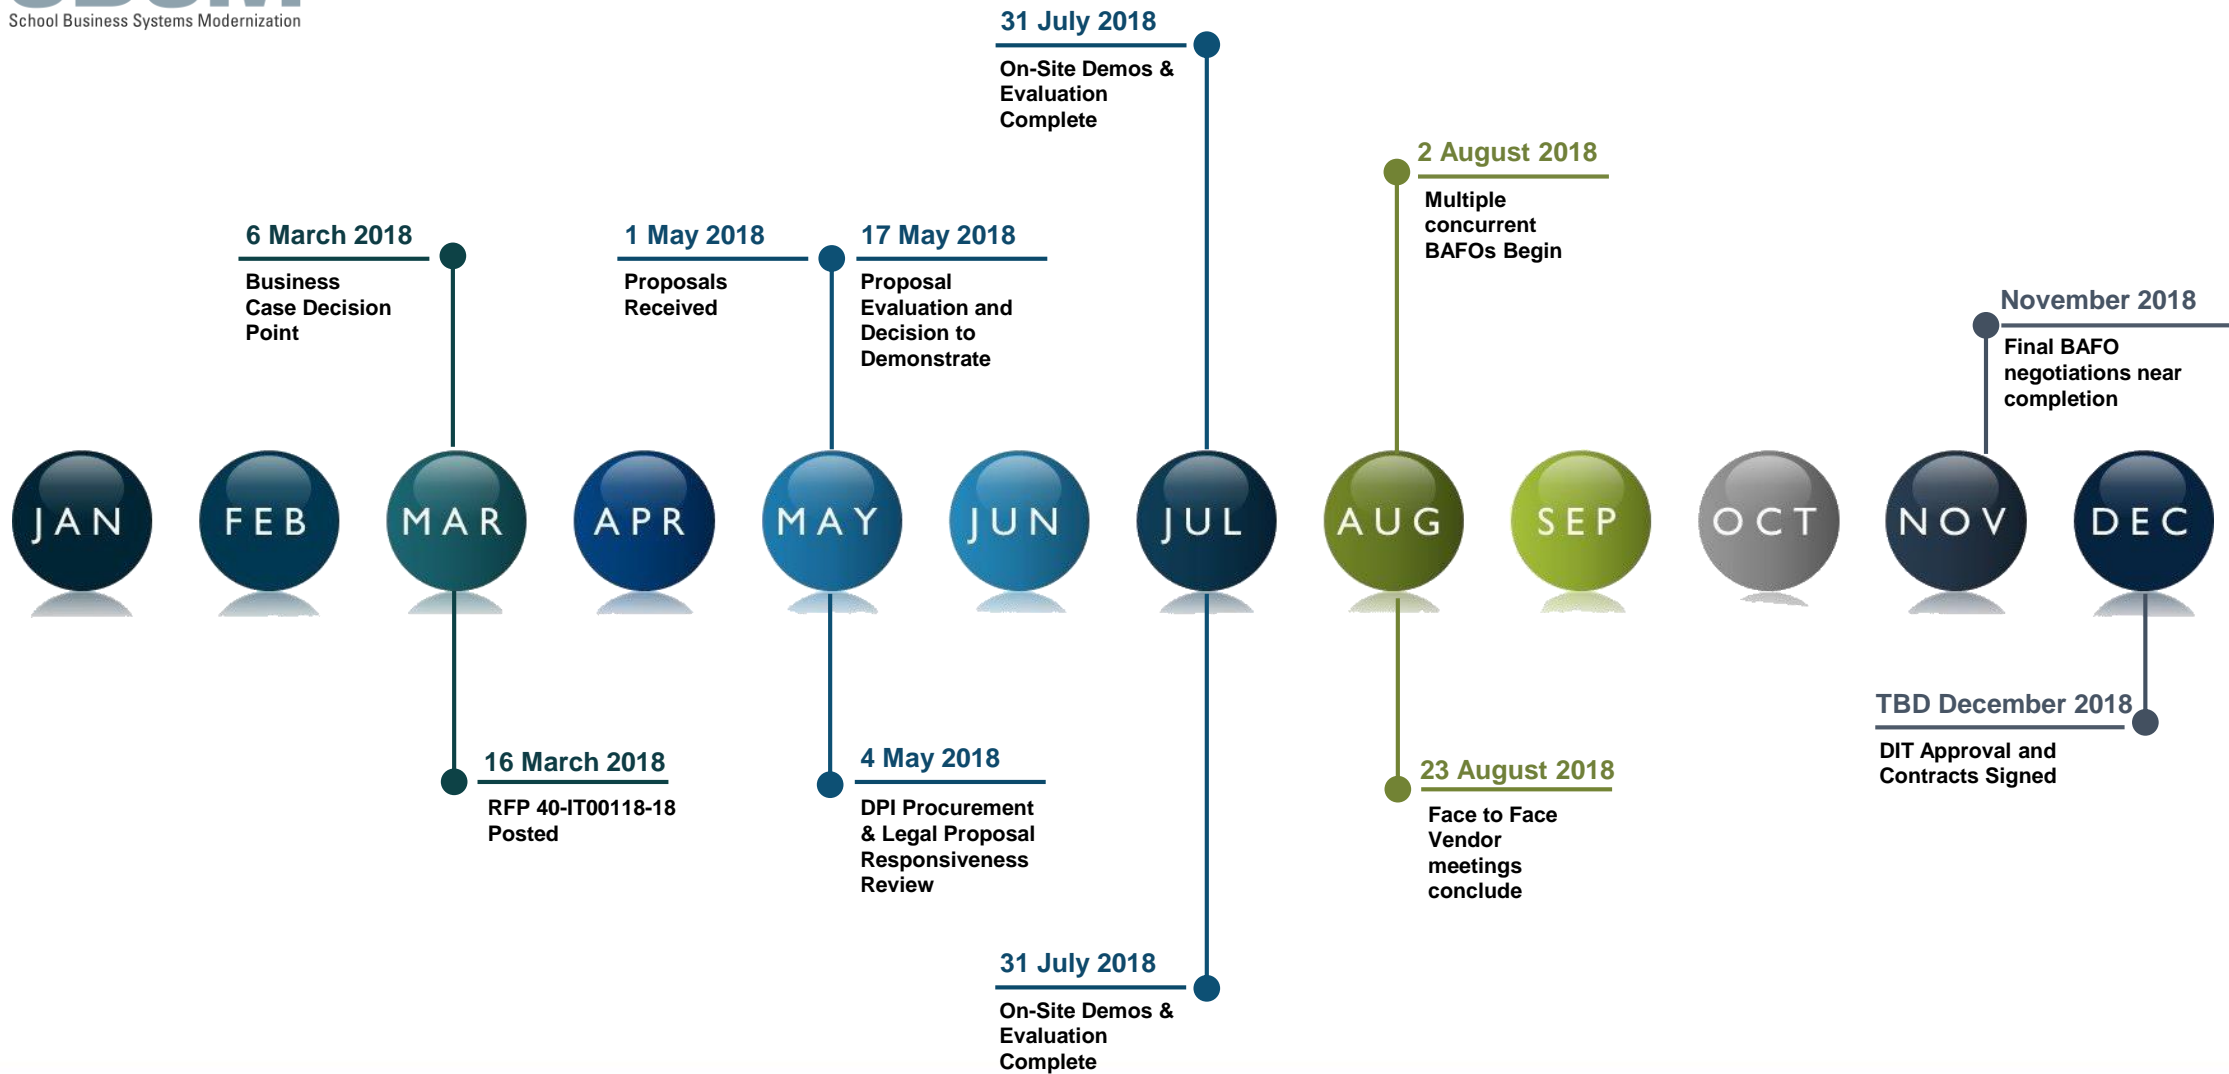 School Business Systems Modernization
31 July 2018
On-Site Demos &
Evaluation
Complete
2 August 2018
Multiple
concurrent
BAFOs Begin
6 March 2018
Business
Case Decision
Point
1 May 2018
Proposals
Received
17 May 2018
Proposal
Evaluation and
Decision to
Demonstrate
November 2018
Final BAFO
negotiations near
completion
JAN
FEB
MAR
APR
MAY
JUN
JUL
AUG
SEP
OCT
NOV
DEC
16 March 2018
RFP 40-IT00118-18
Posted
4 May 2018
DPI Procurement
& Legal Proposal
Responsiveness
Review
23 August 2018
Face to Face
Vendor
meetings
conclude
TBD December 2018
DIT Approval and
Contracts Signed
31 July 2018
On-Site Demos &
Evaluation
Complete